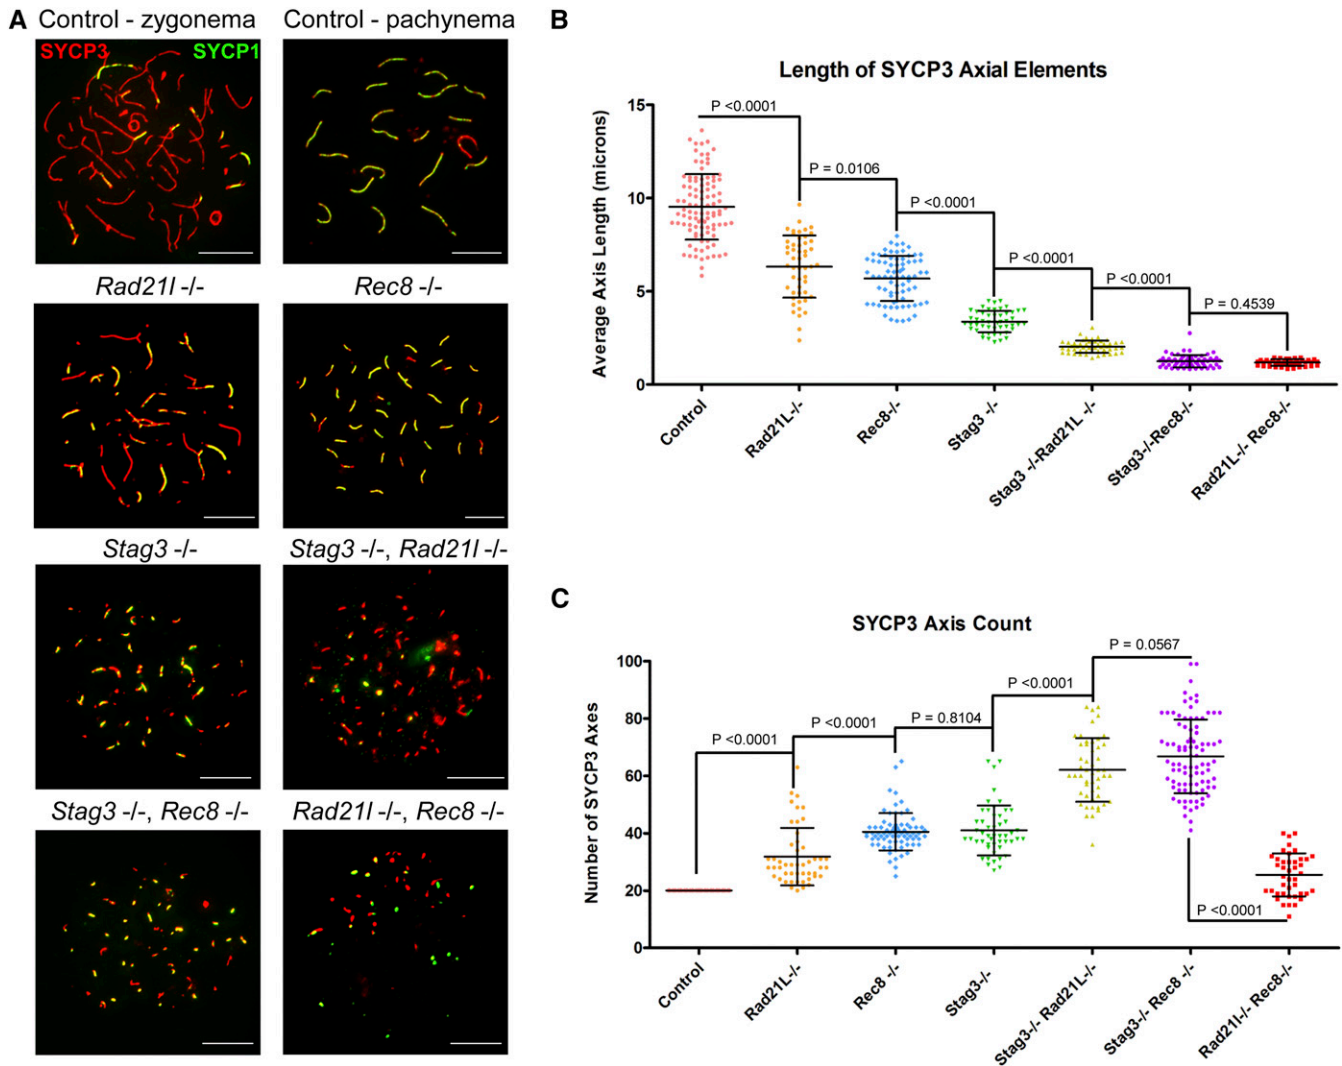 A
Control - zygonema
Control - pachynema
SYCP3
SYCP1
Rad21l -/-
Rec8 -/-
Stag3 -/-
Stag3 -/-, Rad21l -/-
Stag3 -/-, Rec8 -/-
Rad21l -/-, Rec8 -/-
B
Length of SYCP3 Axial Elements
Average Axis Length (microns)
15
10
5
0
P <0.0001
P = 0.0106
P <0.0001
P <0.0001
P <0.0001
P = 0.4539
Control
Rad21L-/-
Rec8-/-
Stag3 -/-
Stag3 -/-Rad21L -/-
Stag3-/-Rec8-/-
Rad21L-/- Rec8-/-
C
SYCP3 Axis Count
Number of SYCP3 Axes
100
80
60
40
20
0
P <0.0001
P <0.0001
P = 0.8104
P <0.0001
P = 0.0567
P <0.0001
Control
Rad21L-/-
Rec8 -/-
Stag3-/-
Stag3-/- Rad21L-/-
Stag3-/- Rec8 -/-
Rad21l-/- Rec8-/-